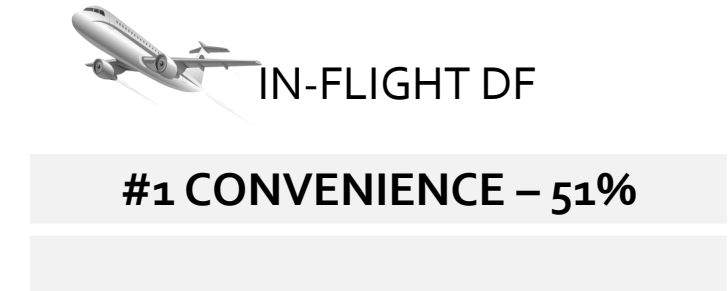 IN-FLIGHT DF
#1 CONVENIENCE – 51%